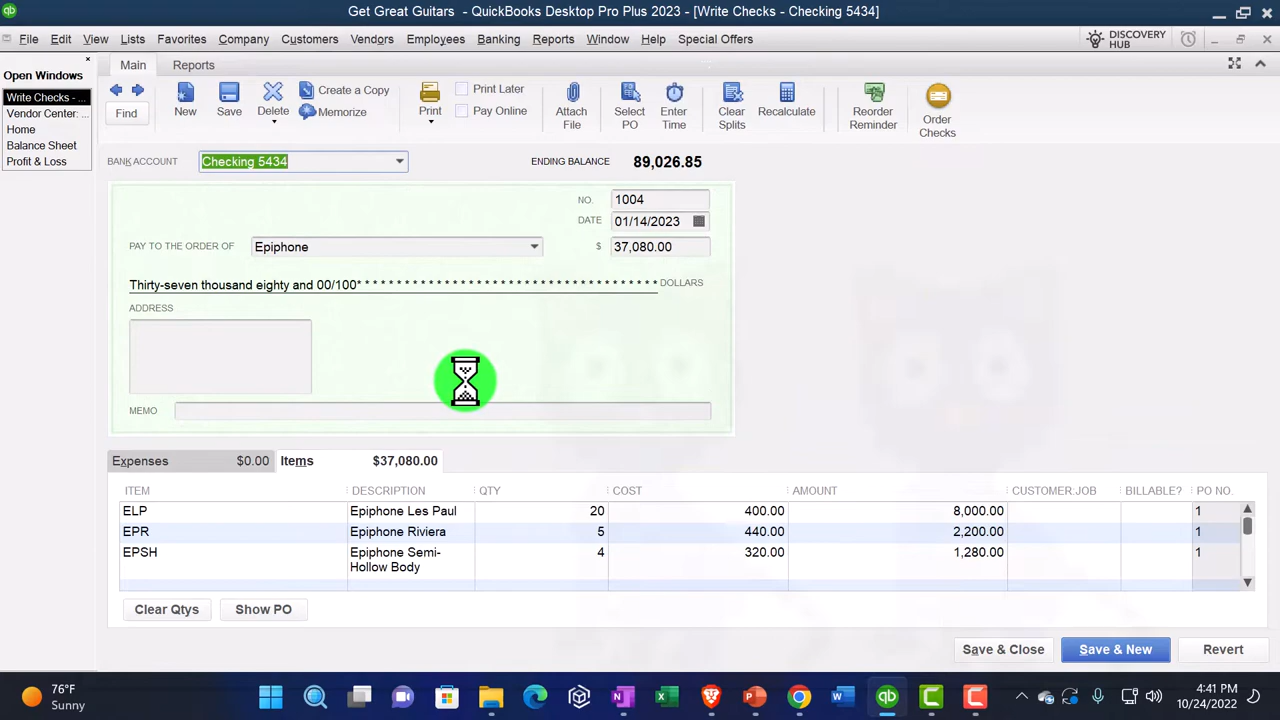 Get Great Guitars - QuickBooks Desktop Pro Plus 2023 - [Write Checks - Checking 5434]
File Edit View Lists Favorites Company Customers Vendors Employees Banking Reports Window Help Special Offers
DISCOVERY HUB
Open Windows
Write Checks - ...
Vendor Center: ...
Home
Balance Sheet
Profit & Loss
Main Reports
Find
New
Save
Delete
Create a Copy
Memorize
Print
Print Later
Pay Online
Attach File
Select PO
Enter Time
Clear Splits
Recalculate
Reorder Reminder
Order Checks
BANK ACCOUNT Checking 5434 ENDING BALANCE 89,026.85
NO. 1004
DATE 01/14/2023
PAY TO THE ORDER OF Epiphone $ 37,080.00
Thirty-seven thousand eighty and 00/100* * * * * * * * * * * * * * * * * * * * * * * * * * * * * * * * * * * * * * DOLLARS
ADDRESS
MEMO
Expenses $0.00 Items $37,080.00
ITEM DESCRIPTION QTY COST AMOUNT CUSTOMER:JOB BILLABLE? PO NO.
ELP Epiphone Les Paul 20 400.00 8,000.00 1
EPR Epiphone Riviera 5 440.00 2,200.00 1
EPSH Epiphone Semi-Hollow Body 4 320.00 1,280.00 1
Clear Qtys Show PO
Save & Close Save & New Revert
76°F
Sunny
4:41 PM
10/24/2022